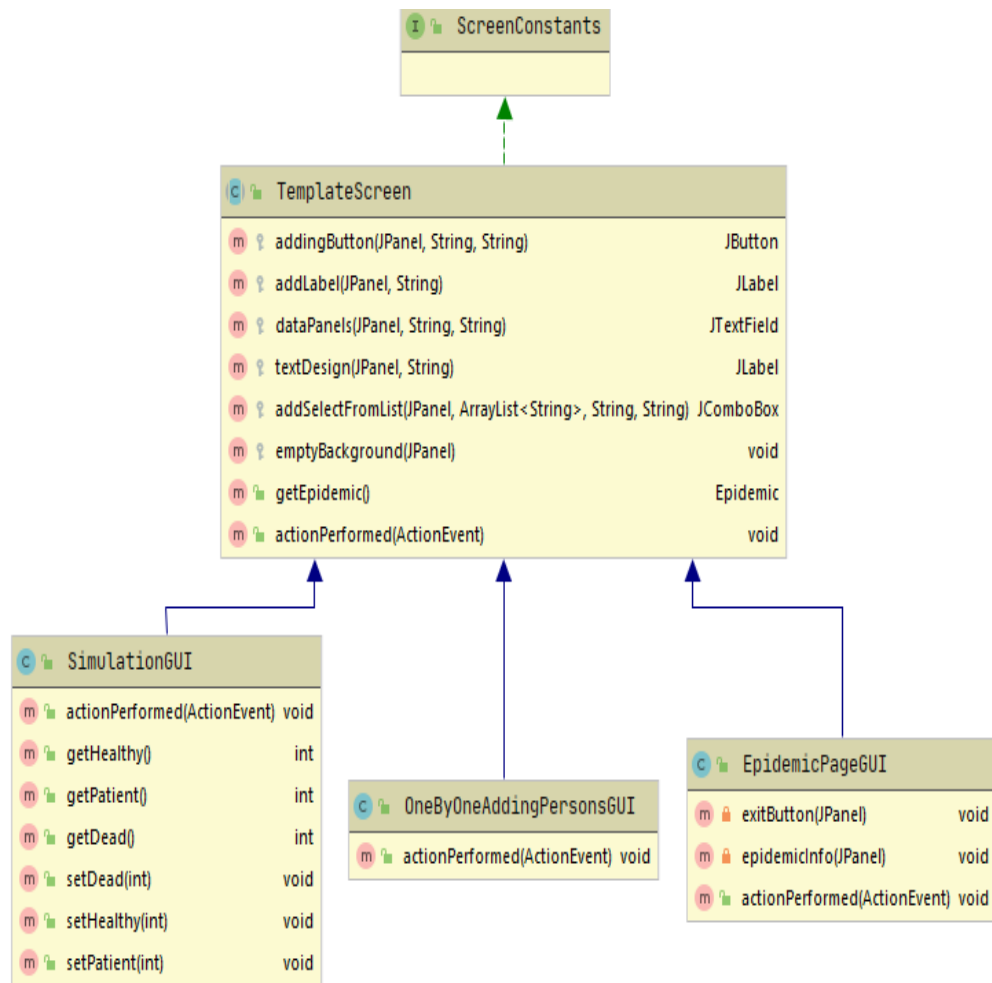 ScreenConstants
TemplateScreen
addingButton(JPanel, String, String) JButton
addLabel(JPanel, String) JLabel
dataPanels(JPanel, String, String) JTextField
textDesign(JPanel, String) JLabel
addSelectFromList(JPanel, ArrayList<String>, String, String) JComboBox
emptyBackground(JPanel) void
getEpidemic() Epidemic
actionPerformed(ActionEvent) void
SimulationGUI
actionPerformed(ActionEvent) void
getHealthy() int
getPatient() int
getDead() int
setDead(int) void
setHealthy(int) void
setPatient(int) void
OneByOneAddingPersonsGUI
actionPerformed(ActionEvent) void
EpidemicPageGUI
exitButton(JPanel) void
epidemicInfo(JPanel) void
actionPerformed(ActionEvent) void